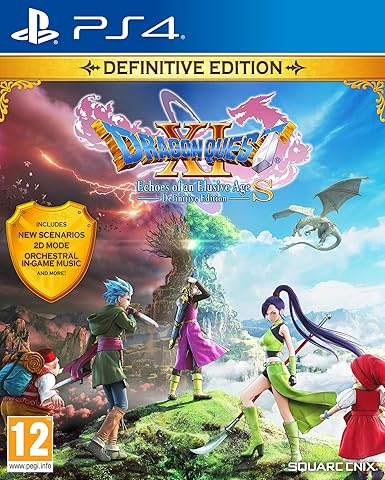 PS4
DEFINITIVE EDITION
DRAGON QUEST
XI
Echoes of an Elusive Age S
Definitive Edition
INCLUDES
NEW SCENARIOS
2D MODE
ORCHESTRAL
IN-GAME MUSIC
AND MORE!
12
www.pegi.info
SQUARE ENIX